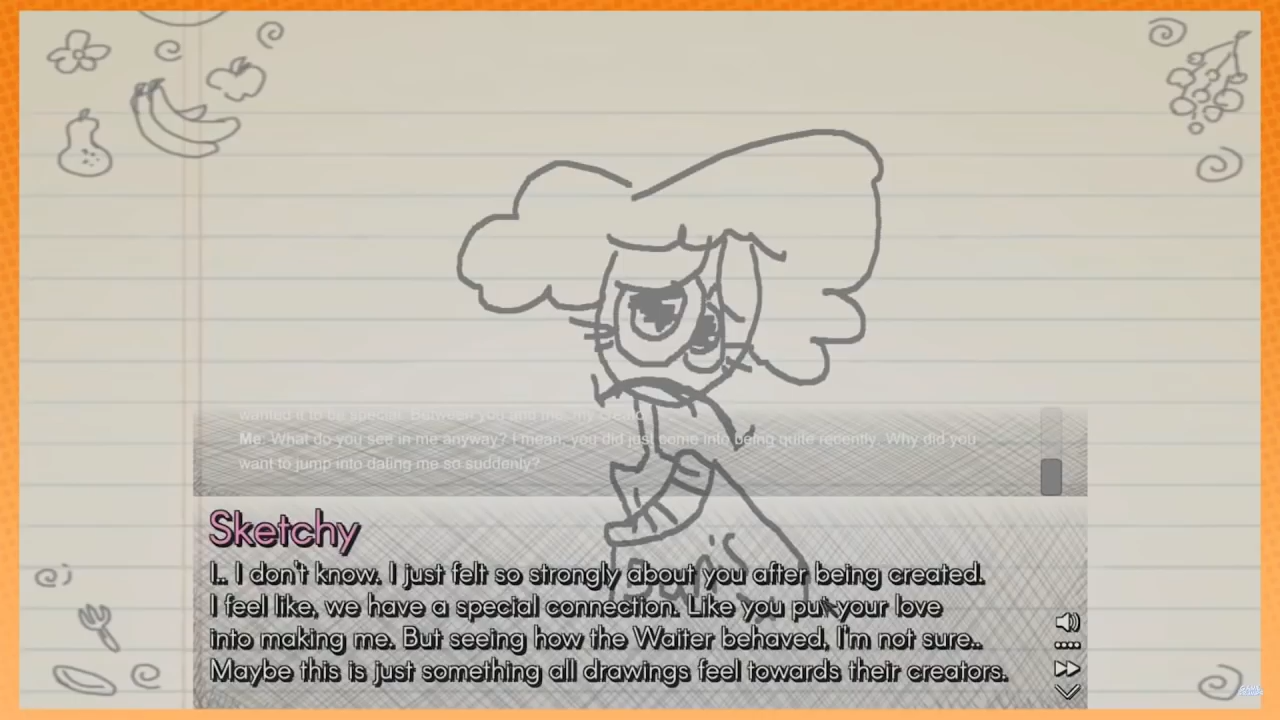 wanted it to be special. Between you and me, my creator.
Me: What do you see in me anyway? I mean, you did just come into being quite recently. Why did you
want to jump into dating me so suddenly?
Sketchy
I.. I don't know. I just felt so strongly about you after being created.
I feel like, we have a special connection. Like you put your love
into making me. But seeing how the Waiter behaved, I'm not sure..
Maybe this is just something all drawings feel towards their creators.